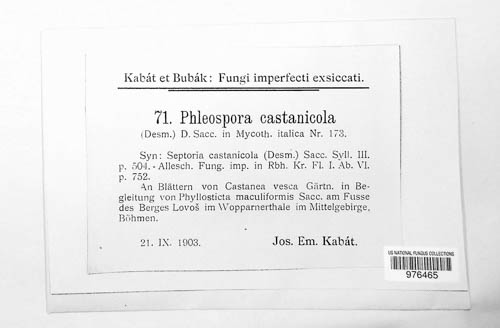 Kabát et Bubák: Fungi imperfecti exsiccati.
71. Phleospora castanicola
(Desm.) D. Sacc. in Mycoth. italica Nr. 173.
Syn: Septoria castanicola (Desm.) Sacc. Syll. III.
p. 504. - Allesch. Fung. imp. in Rbh. Kr. Fl. I. Ab. VI.
p. 752.
An Blättern von Castanea vesca Gärtn. in Be-
gleitung von Phyllosticta maculiformis Sacc. am Fusse
des Berges Lovoš im Wopparnerthale im Mittelgebirge,
Böhmen.
21. IX. 1903. Jos. Em. Kabát.
US NATIONAL FUNGUS COLLECTIONS
976465